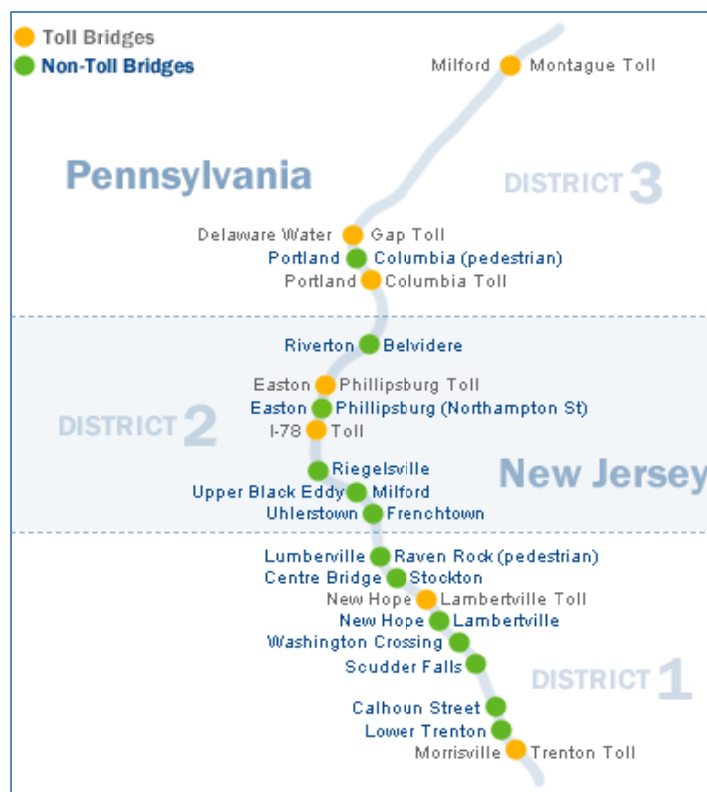 Toll Bridges
Non-Toll Bridges
Milford Montague Toll
Pennsylvania
DISTRICT 3
Delaware Water Gap Toll
Portland Columbia (pedestrian)
Portland Columbia Toll
Riverton Belvidere
Easton Phillipsburg Toll
Easton Phillipsburg (Northampton St)
DISTRICT 2
I-78 Toll
Riegelsville
New Jersey
Upper Black Eddy Milford
Uhlerstown Frenchtown
Lumberville Raven Rock (pedestrian)
Centre Bridge Stockton
New Hope Lambertville Toll
New Hope Lambertville
Washington Crossing
Scudder Falls
DISTRICT 1
Calhoun Street
Lower Trenton
Morrisville Trenton Toll